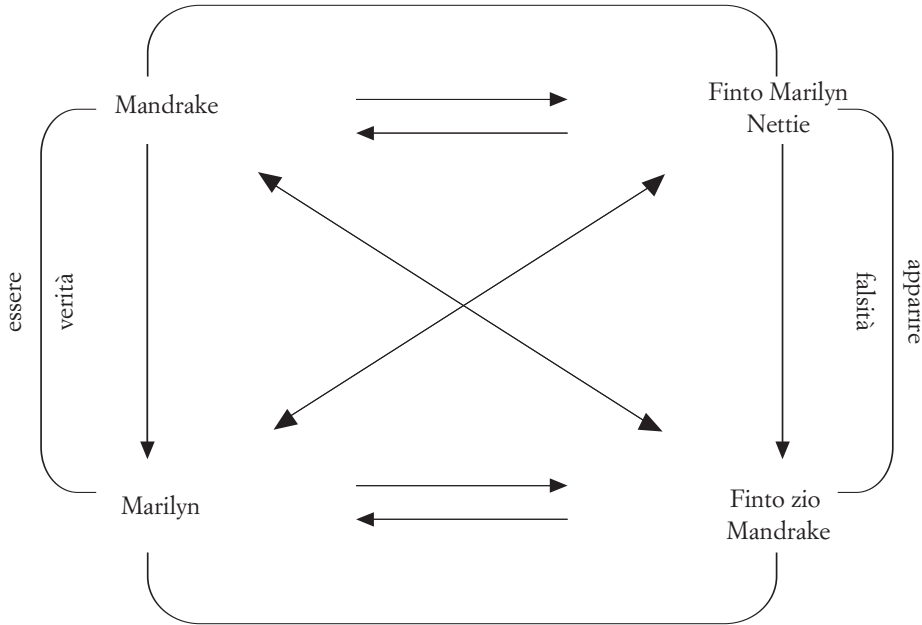 Mandrake
Finto Marilyn
Nettie
essere
verità
falsità
apparire
Marilyn
Finto zio
Mandrake